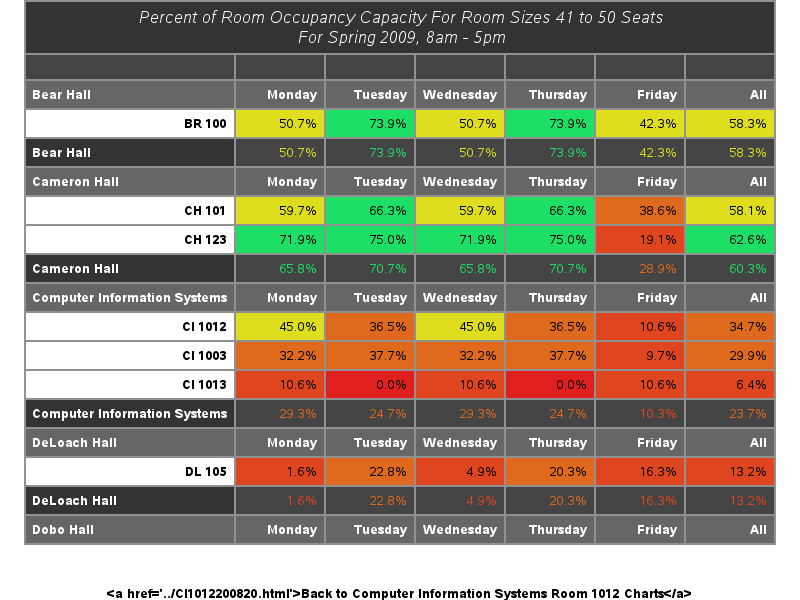 Percent of Room Occupancy Capacity For Room Sizes 41 to 50 Seats
For Spring 2009, 8am - 5pm
Bear Hall Monday Tuesday Wednesday Thursday Friday All
BR 100 50.7% 73.9% 50.7% 73.9% 42.3% 58.3%
Bear Hall 50.7% 73.9% 50.7% 73.9% 42.3% 58.3%
Cameron Hall Monday Tuesday Wednesday Thursday Friday All
CH 101 59.7% 66.3% 59.7% 66.3% 38.6% 58.1%
CH 123 71.9% 75.0% 71.9% 75.0% 19.1% 62.6%
Cameron Hall 65.8% 70.7% 65.8% 70.7% 28.9% 60.3%
Computer Information Systems Monday Tuesday Wednesday Thursday Friday All
CI 1012 45.0% 36.5% 45.0% 36.5% 10.6% 34.7%
CI 1003 32.2% 37.7% 32.2% 37.7% 9.7% 29.9%
CI 1013 10.6% 0.0% 10.6% 0.0% 10.6% 6.4%
Computer Information Systems 29.3% 24.7% 29.3% 24.7% 10.3% 23.7%
DeLoach Hall Monday Tuesday Wednesday Thursday Friday All
DL 105 1.6% 22.8% 4.9% 20.3% 16.3% 13.2%
DeLoach Hall 1.6% 22.8% 4.9% 20.3% 16.3% 13.2%
Dobo Hall Monday Tuesday Wednesday Thursday Friday All
&lt;a href='../CI1012200820.html'&gt;Back to Computer Information Systems Room 1012 Charts&lt;/a&gt;